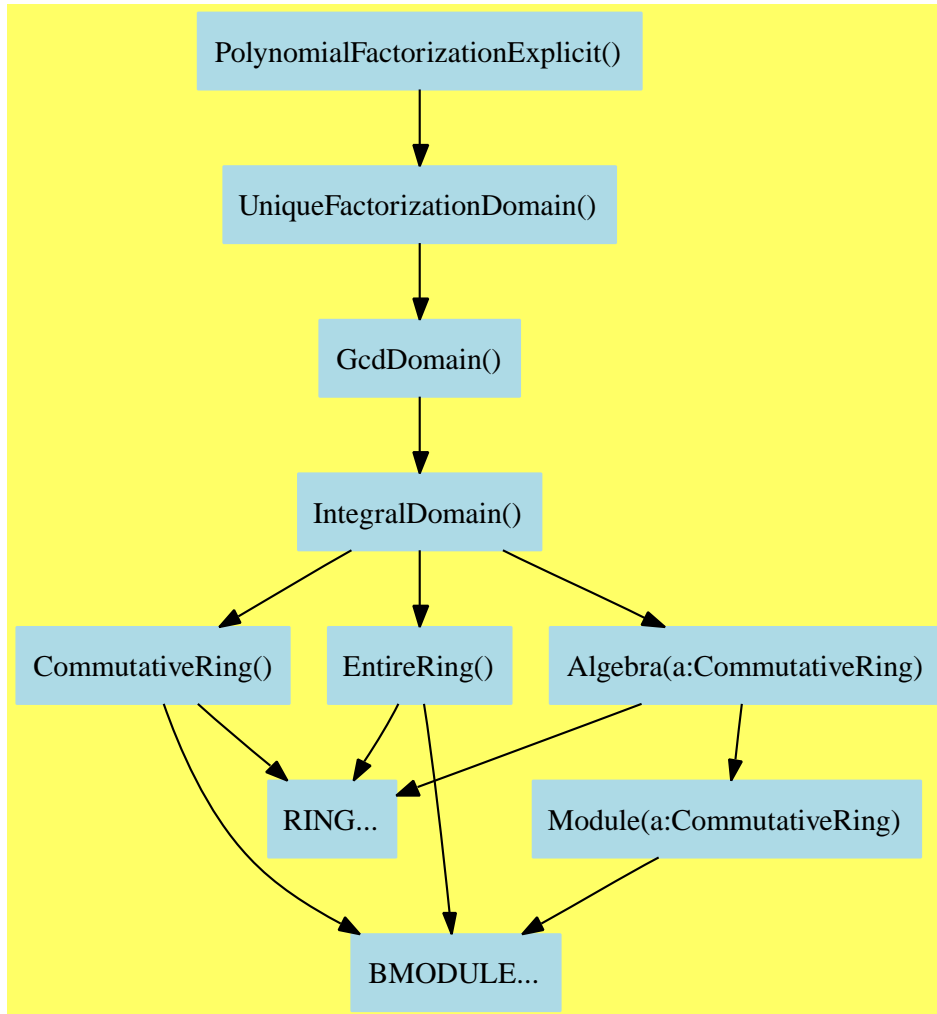 PolynomialFactorizationExplicit()
UniqueFactorizationDomain()
GcdDomain()
IntegralDomain()
CommutativeRing()
EntireRing()
Algebra(a:CommutativeRing)
RING...
Module(a:CommutativeRing)
BMODULE...